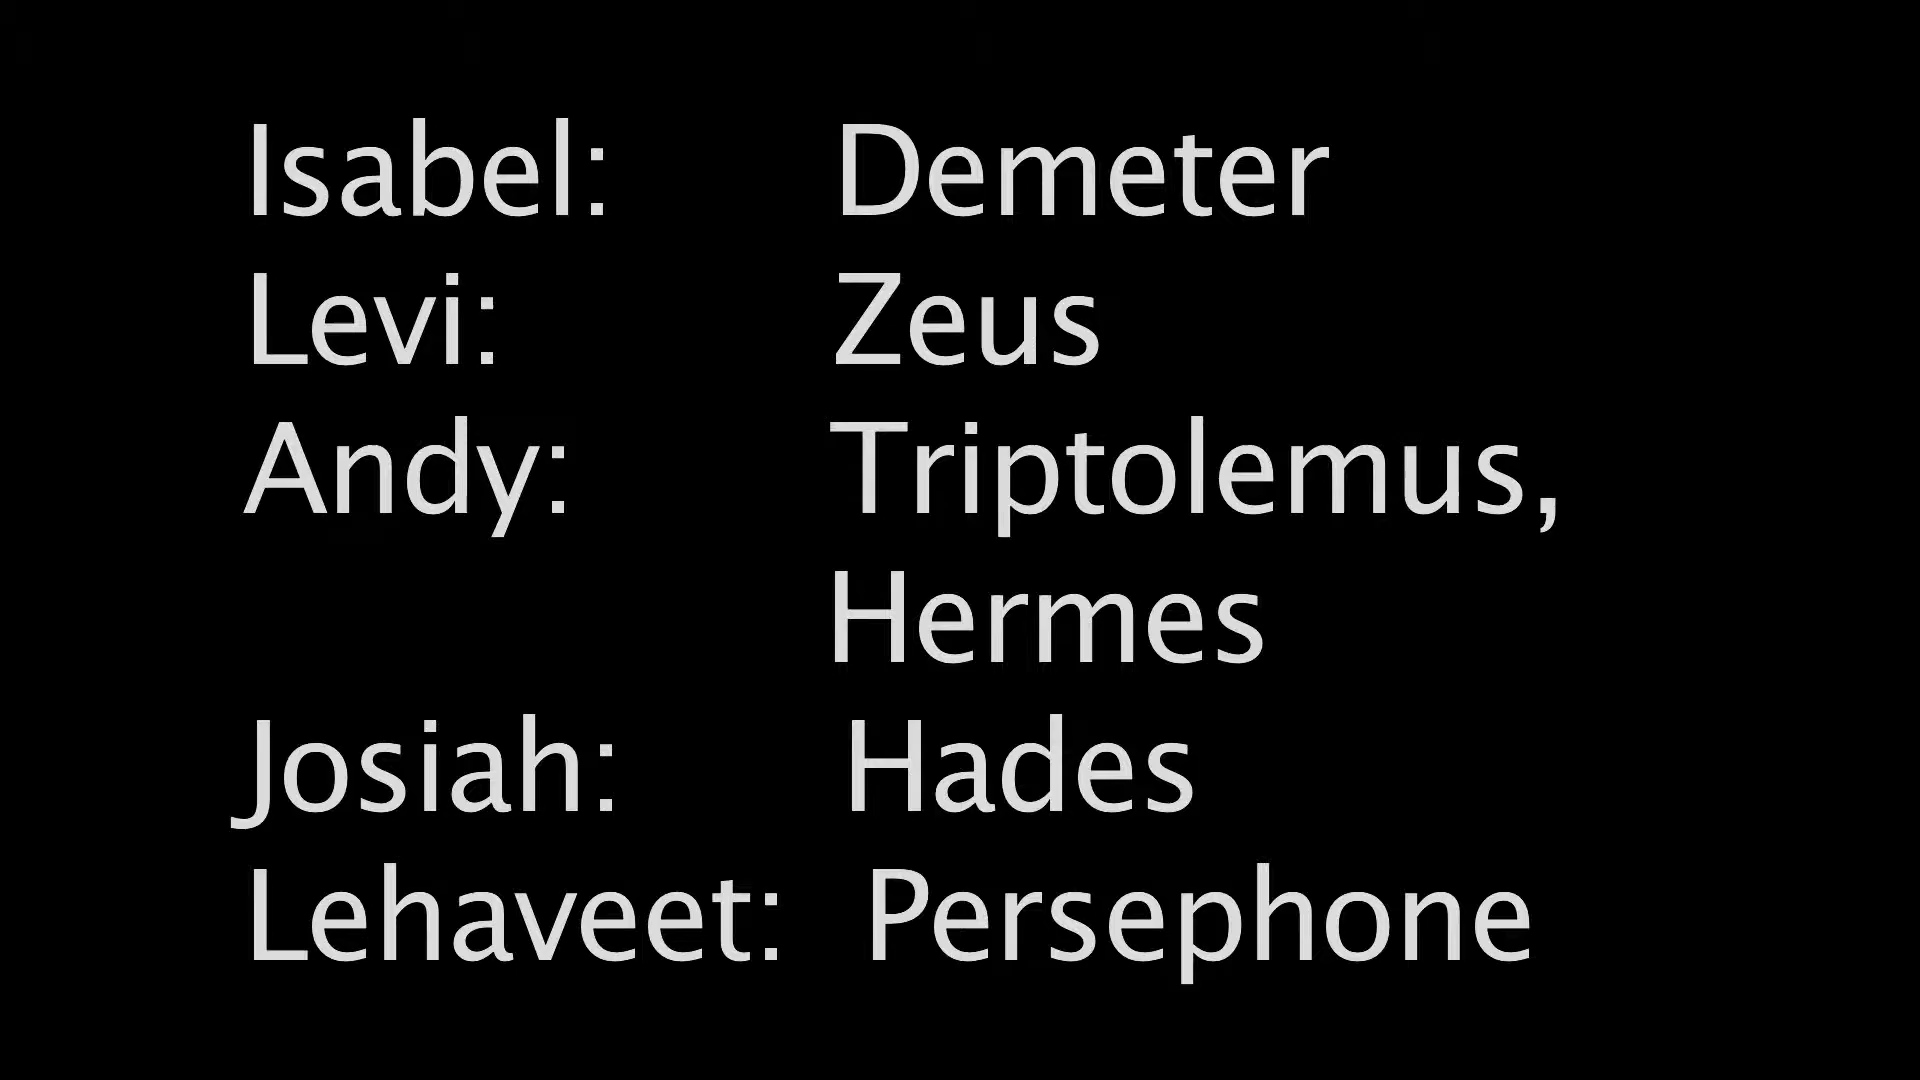 Isabel: Demeter
Levi: Zeus
Andy: Triptolemus,
Hermes
Josiah: Hades
Lehaveet: Persephone